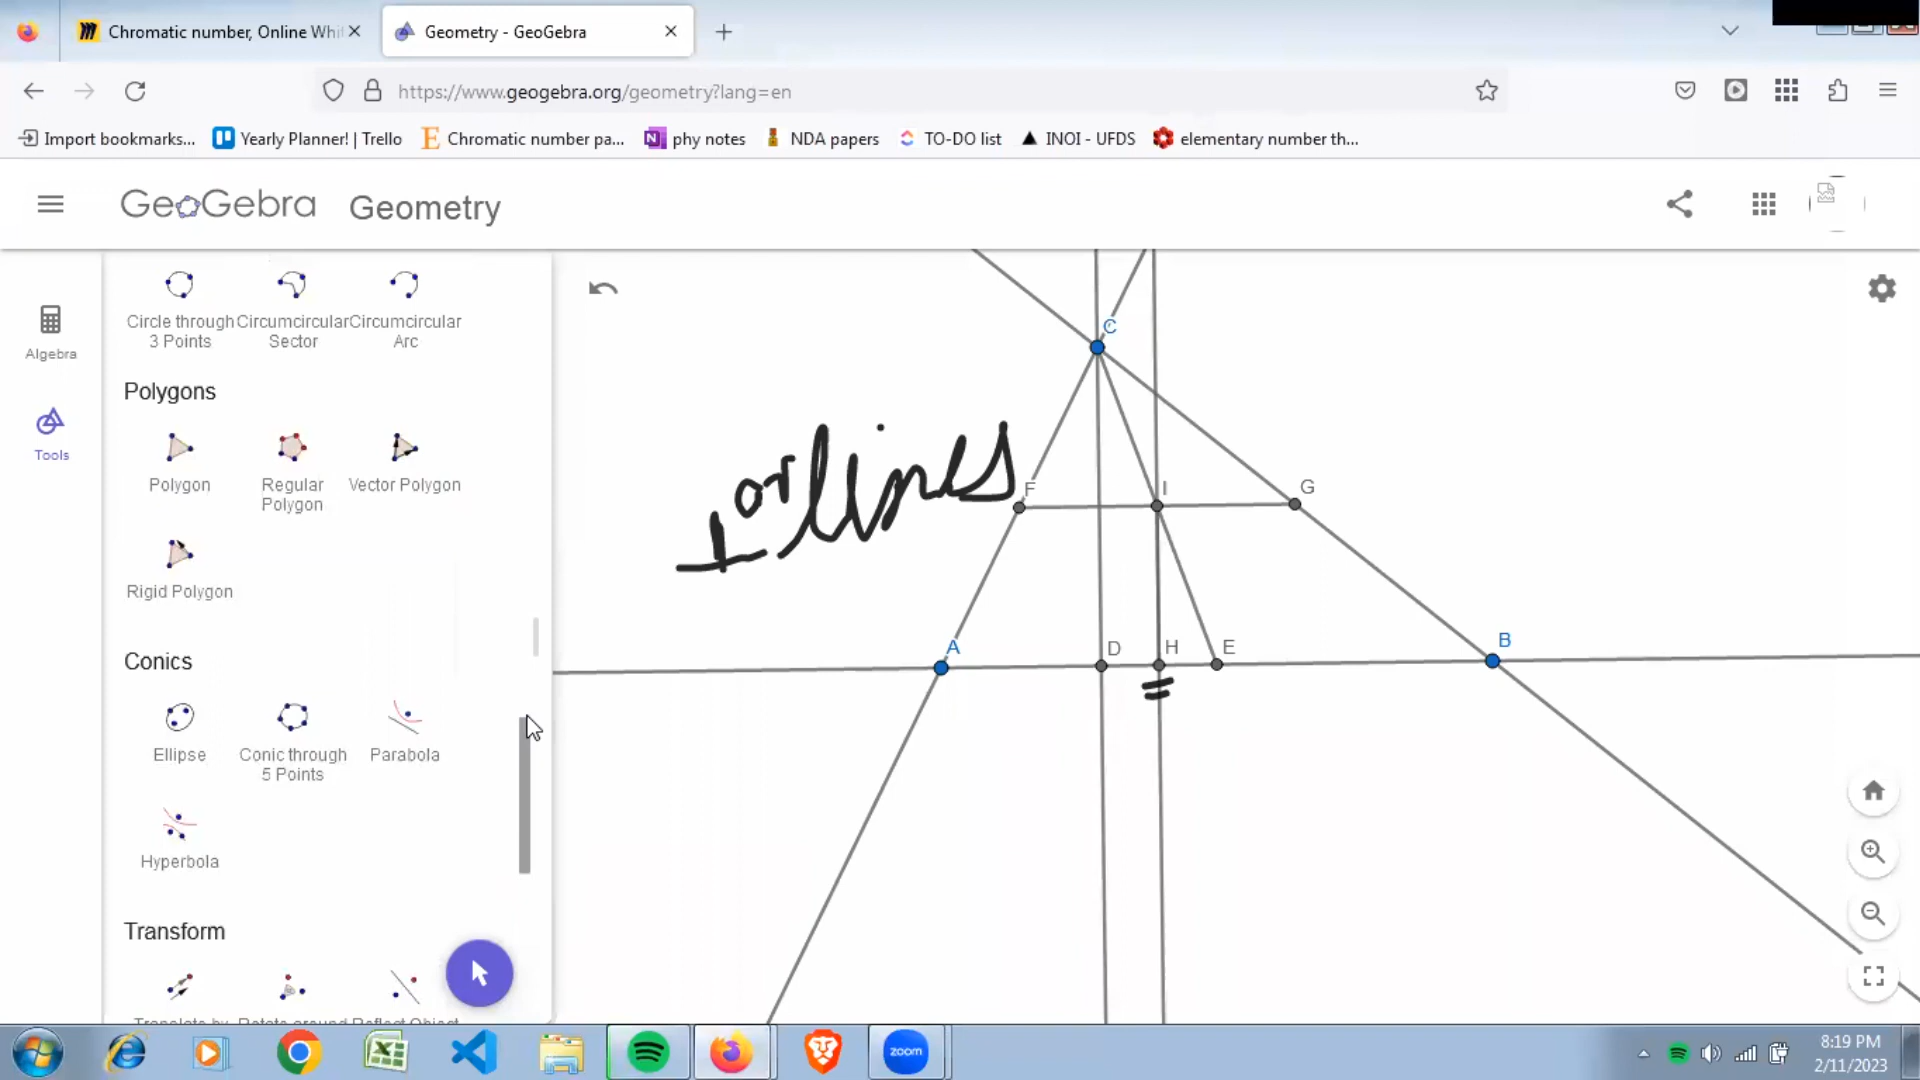 Chromatic number, Online Whi
Geometry - GeoGebra
https://www.geogebra.org/geometry?lang=en
Import bookmarks...
Yearly Planner! | Trello
Chromatic number pa...
phy notes
NDA papers
TO-DO list
INOI - UFDS
elementary number th...
GeoGebra
Geometry
Algebra
Tools
Circle through 3 Points
Circumcircular Sector
Circumcircular Arc
Polygons
Polygon
Regular Polygon
Vector Polygon
Rigid Polygon
Conics
Ellipse
Conic through 5 Points
Parabola
Hyperbola
Transform
C
⊥ or lines
F
I
G
A
D
H
E
B
zoom
8:19 PM
2/11/2023